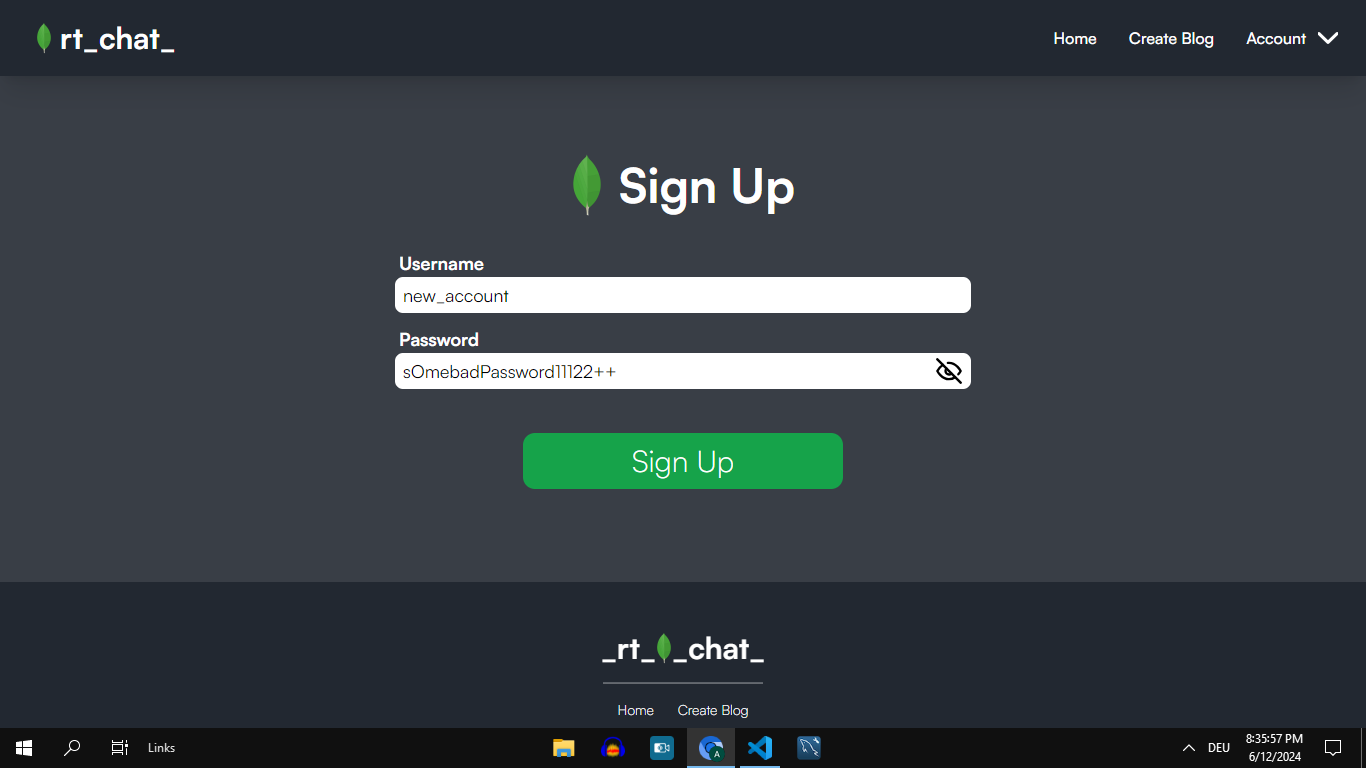 rt_chat_
Home Create Blog Account
Sign Up
Username
new_account
Password
sOmebadPassword11122++
Sign Up
_rt_ _chat_
Home Create Blog
Links
A
DEU
8:35:57 PM
6/12/2024